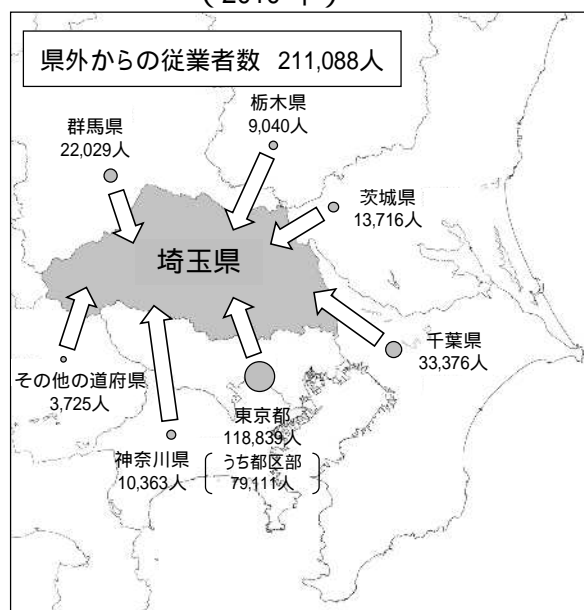 県外からの従業者数 211,088人
栃木県
9,040人
群馬県
22,029人
茨城県
13,716人
埼玉県
千葉県
33,376人
その他の道府県
3,725人
東京都
118,839人
うち都区部
79,111人
神奈川県
10,363人